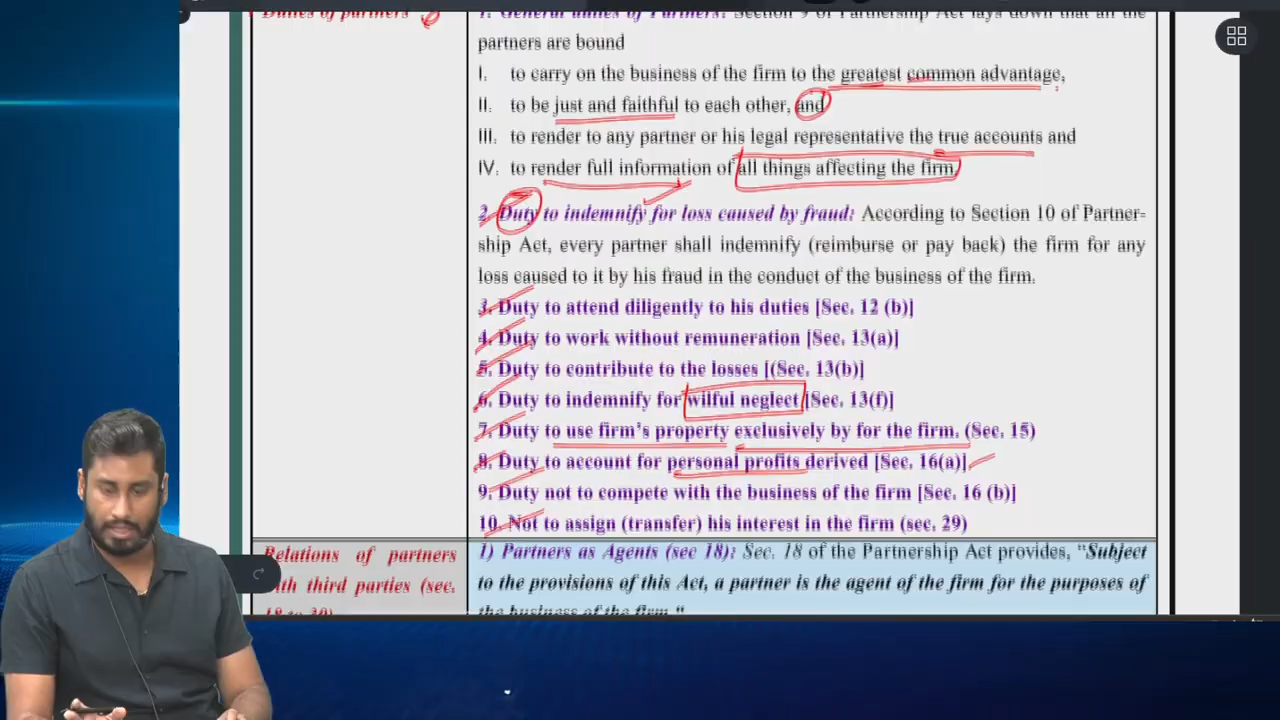 Duties of partners
1. General duties of Partners: Section 9 of Partnership Act lays down that all the
partners are bound
I. to carry on the business of the firm to the greatest common advantage,
II. to be just and faithful to each other, and
III. to render to any partner or his legal representative the true accounts and
IV. to render full information of all things affecting the firm.
2. Duty to indemnify for loss caused by fraud: According to Section 10 of Partner-
ship Act, every partner shall indemnify (reimburse or pay back) the firm for any
loss caused to it by his fraud in the conduct of the business of the firm.
3. Duty to attend diligently to his duties [Sec. 12 (b)]
4. Duty to work without remuneration [Sec. 13(a)]
5. Duty to contribute to the losses [(Sec. 13(b)]
6. Duty to indemnify for wilful neglect [Sec. 13(f)]
7. Duty to use firm's property exclusively by for the firm. (Sec. 15)
8. Duty to account for personal profits derived [Sec. 16(a)]
9. Duty not to compete with the business of the firm [Sec. 16 (b)]
10. Not to assign (transfer) his interest in the firm (sec. 29)
Relations of partners
with third parties (sec.
18 to 30)
1) Partners as Agents (sec 18): Sec. 18 of the Partnership Act provides, "Subject
to the provisions of this Act, a partner is the agent of the firm for the purposes of
the business of the firm."